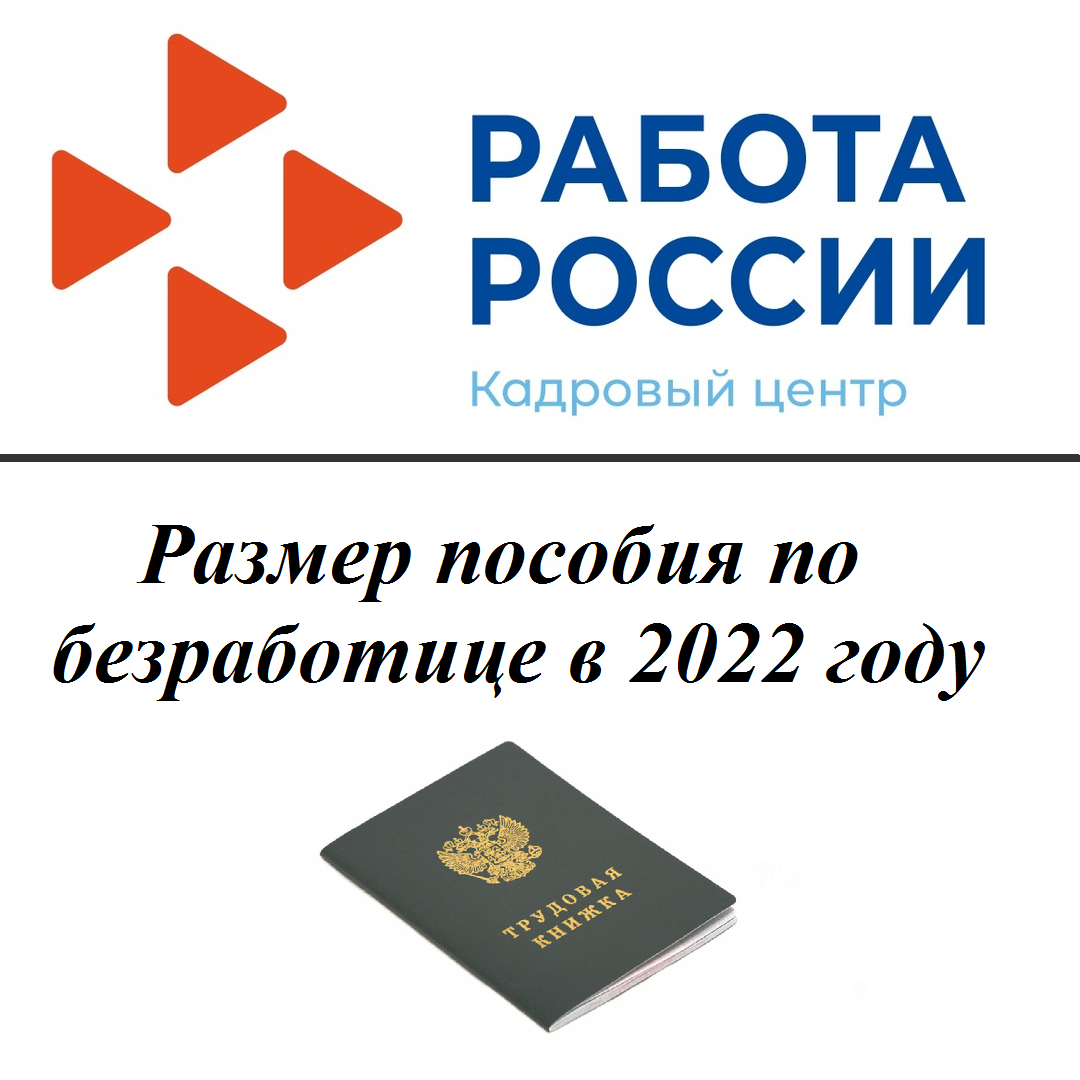 РАБОТА
РОССИИ
Кадровый центр
Размер пособия по
безработице в 2022 году
ТРУДОВАЯ
КНИЖКА